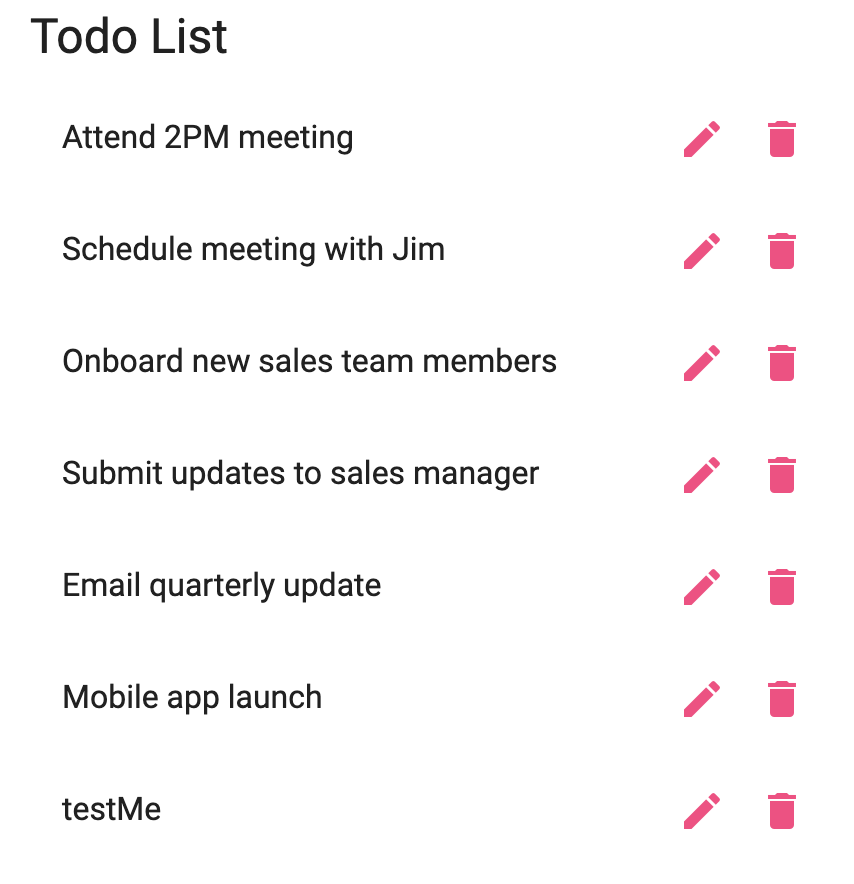 Todo List
Attend 2PM meeting
Schedule meeting with Jim
Onboard new sales team members
Submit updates to sales manager
Email quarterly update
Mobile app launch
testMe